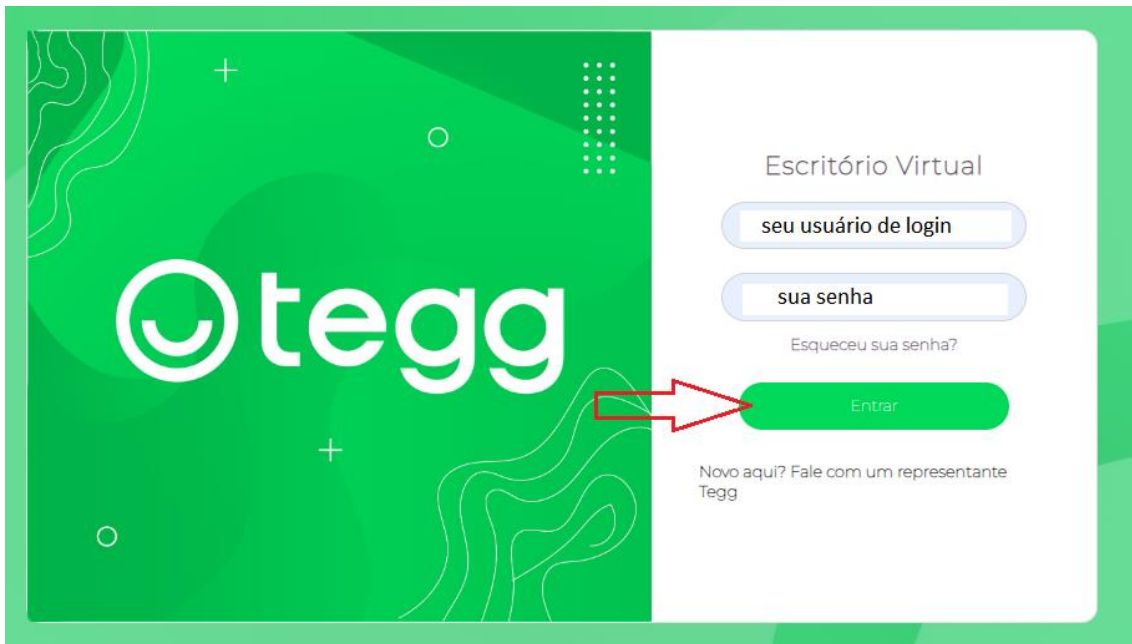 tegg
Escritório Virtual
seu usuário de login
sua senha
Esqueceu sua senha?
Entrar
Novo aqui? Fale com um representante
Tegg